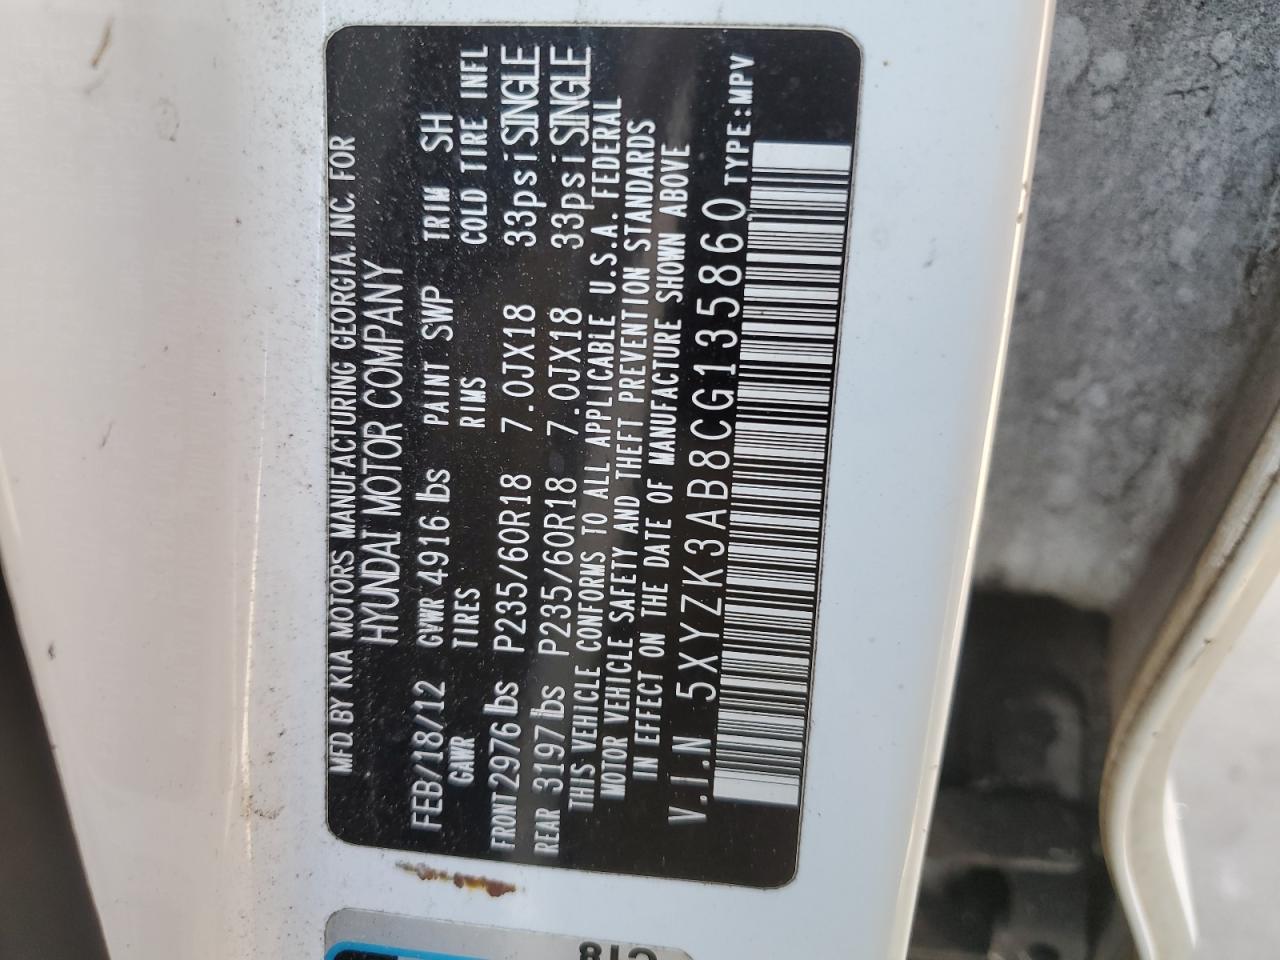 MFD. BY KIA MOTORS MANUFACTURING GEORGIA. INC. FOR
HYUNDAI MOTOR COMPANY
FEB/18/12 GVWR 4916 lbs PAINT SWP TRIM SH
GAWR TIRES RIMS COLD TIRE INFL
FRONT 2976 lbs P235/60R18 7.0JX18 33psi SINGLE
REAR 3197 lbs P235/60R18 7.0JX18 33psi SINGLE
THIS VEHICLE CONFORMS TO ALL APPLICABLE U.S.A. FEDERAL
MOTOR VEHICLE SAFETY AND THEFT PREVENTION STANDARDS
IN EFFECT ON THE DATE OF MANUFACTURE SHOWN ABOVE
V.I.N 5XYZK3AB8CG135860 TYPE:MPV